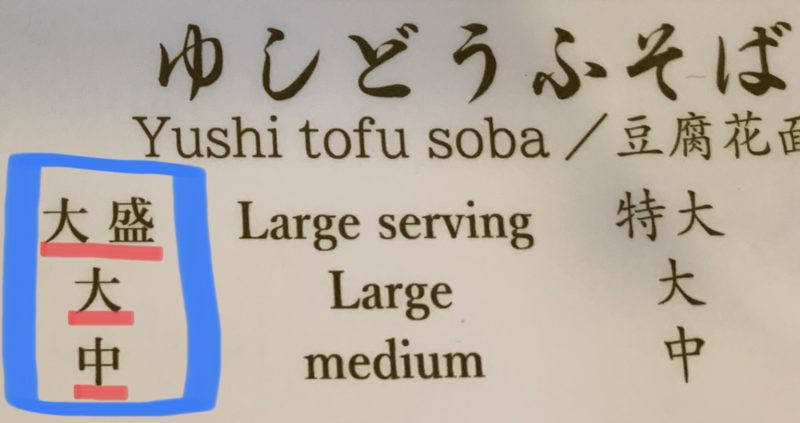 ゆしどうふそば
Yushi tofu soba／豆腐花面
大盛 Large serving 特大
大 Large 大
中 medium 中